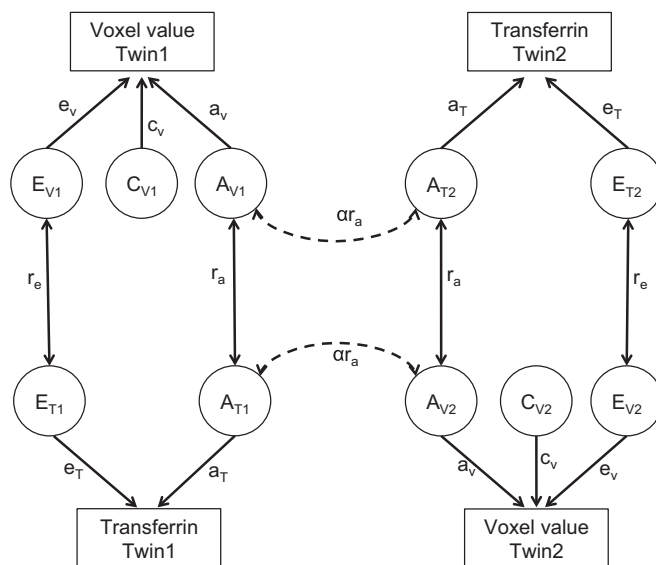 Voxel value
Twin1
Transferrin
Twin2
e_v
c_v
a_v
a_T
e_T
E_V1
C_V1
A_V1
A_T2
E_T2
αr_a
r_e
r_a
r_a
r_e
αr_a
E_T1
A_T1
A_V2
C_V2
E_V2
e_T
a_T
a_v
c_v
e_v
Transferrin
Twin1
Voxel value
Twin2